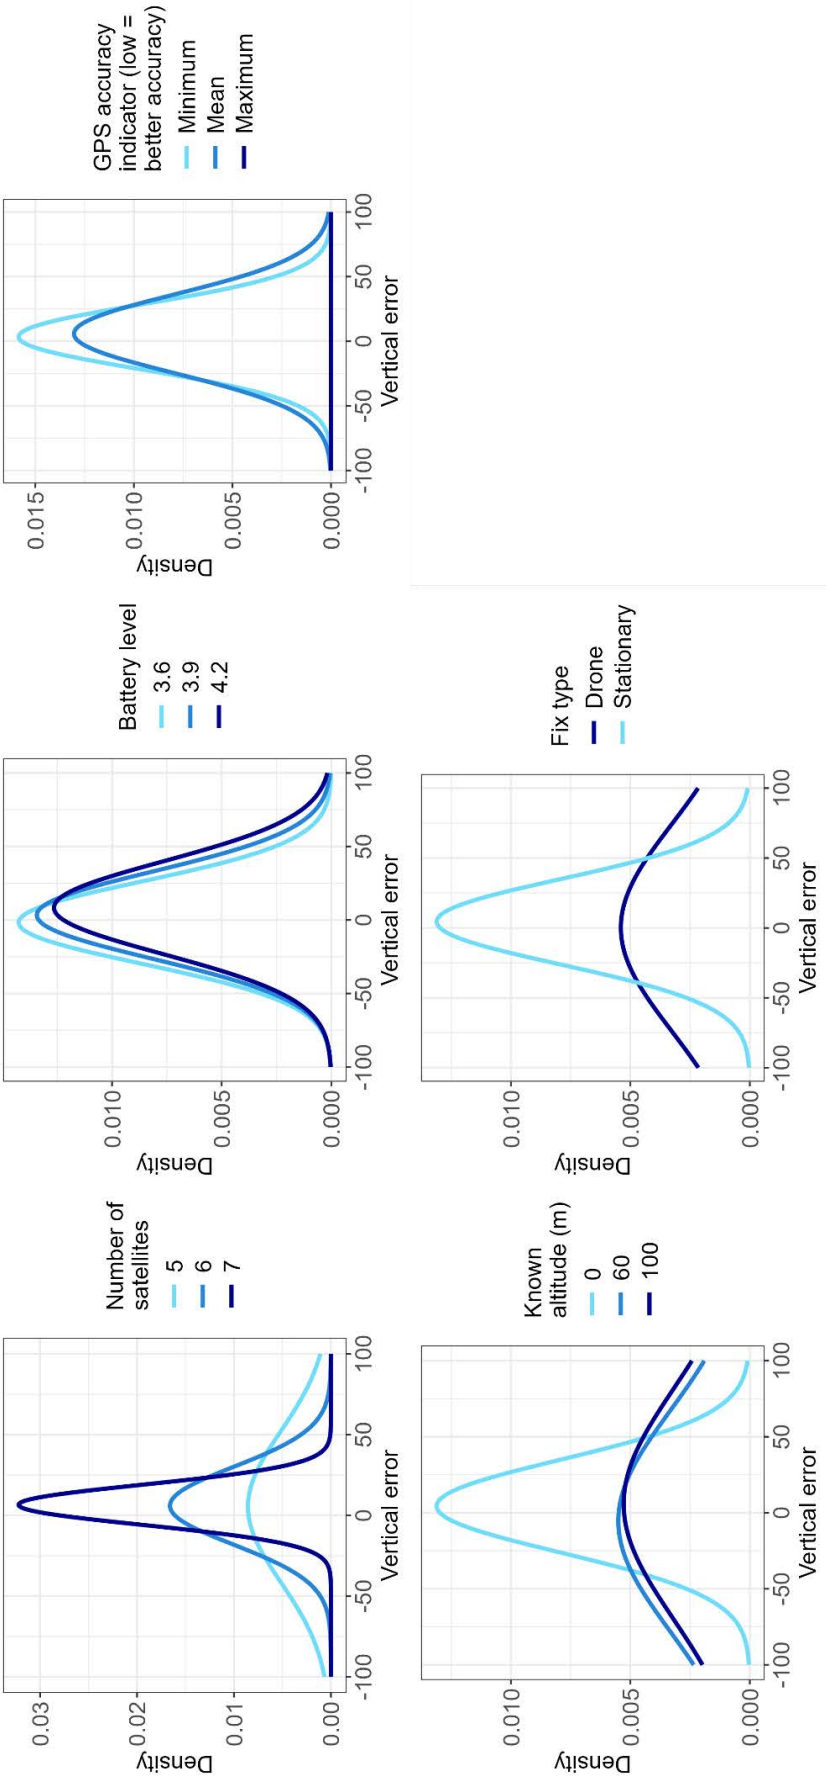 Density
0.03
0.02
0.01
0.00
-100
-50
0
50
100
Vertical error
Number of
satellites
5
6
7
Density
0.010
0.005
0.000
-100
-50
0
50
100
Vertical error
Battery level
3.6
3.9
4.2
Density
0.015
0.010
0.005
0.000
-100
-50
0
50
100
Vertical error
GPS accuracy
indicator (low =
better accuracy)
Minimum
Mean
Maximum
Density
0.010
0.005
0.000
-100
-50
0
50
100
Vertical error
Known
altitude (m)
0
60
100
Density
0.010
0.005
0.000
-100
-50
0
50
100
Vertical error
Fix type
Drone
Stationary